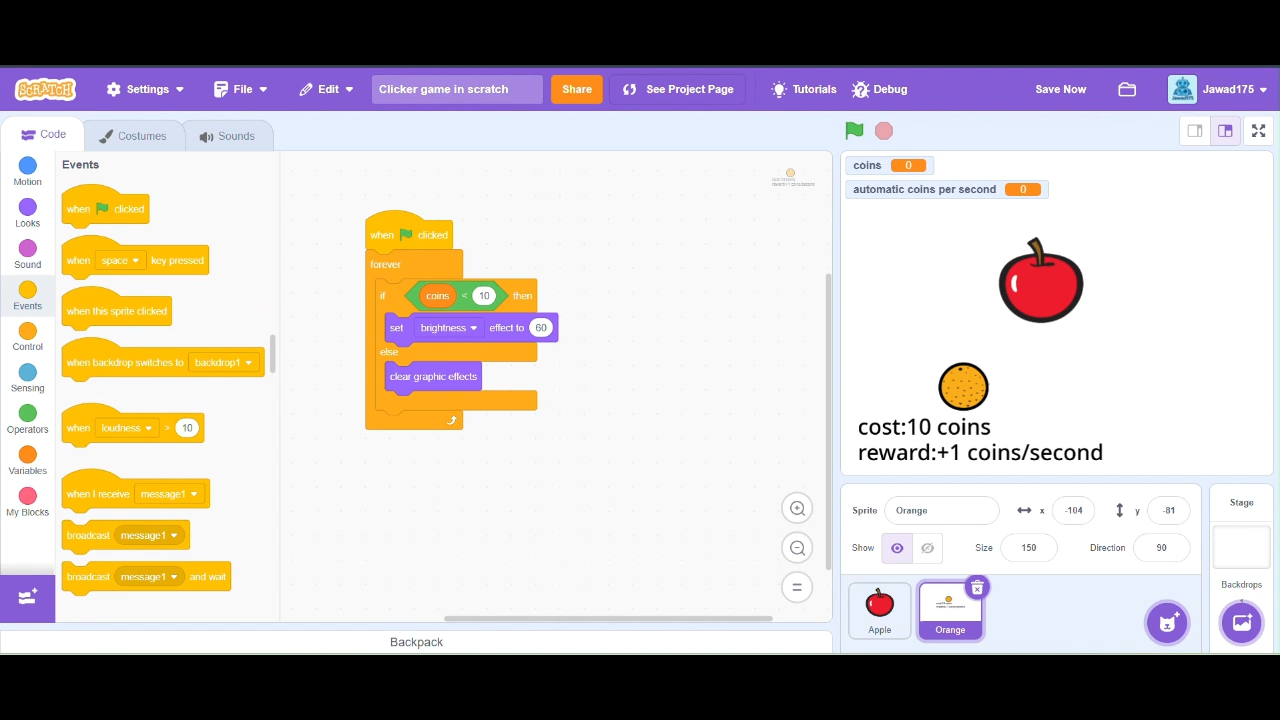 SCRATCH
Settings
File
Edit
Clicker game in scratch
Share
See Project Page
Tutorials
Debug
Save Now
Jawad175
Code
Costumes
Sounds
Motion
Looks
Sound
Events
Control
Sensing
Operators
Variables
My Blocks
Events
when clicked
when space key pressed
when this sprite clicked
when backdrop switches to backdrop1
when loudness > 10
when I receive message1
broadcast message1
broadcast message1 and wait
when clicked
forever
if coins < 10 then
set brightness effect to 60
else
clear graphic effects
Backpack
coins 0
automatic coins per second 0
cost:10 coins
reward:+1 coins/second
Sprite Orange x -104 y -81
Show Size 150 Direction 90
Apple
Orange
Stage
Backdrops